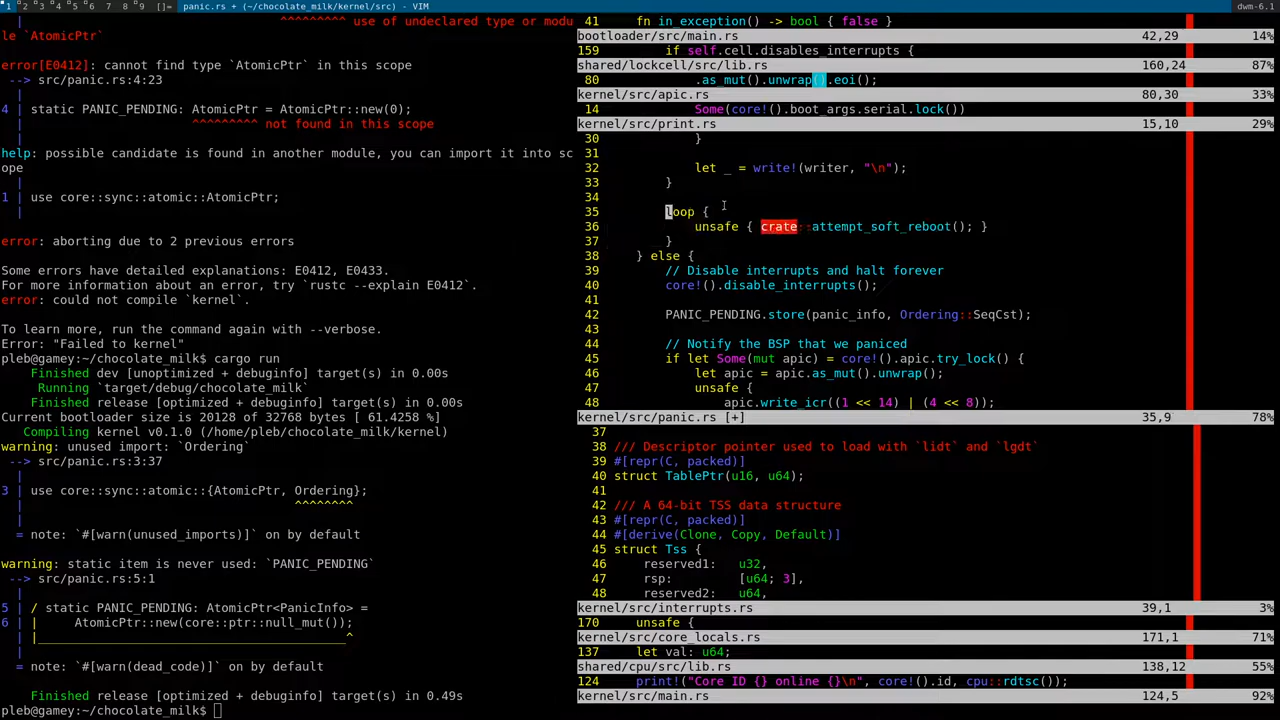 1 2 3 4 5 6 7 8 9 []= panic.rs + (~/chocolate_milk/kernel/src) - VIM dwm-6.1
| ^^^^^^^^^ use of undeclared type or modu
le `AtomicPtr`
error[E0412]: cannot find type `AtomicPtr` in this scope
--> src/panic.rs:4:23
|
4 | static PANIC_PENDING: AtomicPtr = AtomicPtr::new(0);
| ^^^^^^^^^ not found in this scope
|
help: possible candidate is found in another module, you can import it into sc
ope
|
1 | use core::sync::atomic::AtomicPtr;
|
error: aborting due to 2 previous errors
Some errors have detailed explanations: E0412, E0433.
For more information about an error, try `rustc --explain E0412`.
error: could not compile `kernel`.
To learn more, run the command again with --verbose.
Error: "Failed to kernel"
pleb@gamey:~/chocolate_milk$ cargo run
Finished dev [unoptimized + debuginfo] target(s) in 0.00s
Running `target/debug/chocolate_milk`
Finished release [optimized + debuginfo] target(s) in 0.00s
Current bootloader size is 20128 of 32768 bytes [ 61.4258 %]
Compiling kernel v0.1.0 (/home/pleb/chocolate_milk/kernel)
warning: unused import: `Ordering`
--> src/panic.rs:3:37
|
3 | use core::sync::atomic::{AtomicPtr, Ordering};
| ^^^^^^^^
|
= note: `#[warn(unused_imports)]` on by default
warning: static item is never used: `PANIC_PENDING`
--> src/panic.rs:5:1
|
5 | / static PANIC_PENDING: AtomicPtr<PanicInfo> =
6 | | AtomicPtr::new(core::ptr::null_mut());
| |_____________________________________________^
|
= note: `#[warn(dead_code)]` on by default
Finished release [optimized + debuginfo] target(s) in 0.49s
pleb@gamey:~/chocolate_milk$
41 fn in_exception() -> bool { false }
bootloader/src/main.rs 42,29 14%
159 if self.cell.disables_interrupts {
shared/lockcell/src/lib.rs 160,24 87%
80 .as_mut().unwrap().eoi();
kernel/src/apic.rs 80,30 33%
14 Some(core!().boot_args.serial.lock())
kernel/src/print.rs 15,10 29%
30 }
31
32 let _ = write!(writer, "\n");
33 }
34
35 loop {
36 unsafe { crate::attempt_soft_reboot(); }
37 }
38 } else {
39 // Disable interrupts and halt forever
40 core!().disable_interrupts();
41
42 PANIC_PENDING.store(panic_info, Ordering::SeqCst);
43
44 // Notify the BSP that we paniced
45 if let Some(mut apic) = core!().apic.try_lock() {
46 let apic = apic.as_mut().unwrap();
47 unsafe {
48 apic.write_icr((1 << 14) | (4 << 8));
kernel/src/panic.rs [+] 35,9 78%
37
38 /// Descriptor pointer used to load with `lidt` and `lgdt`
39 #[repr(C, packed)]
40 struct TablePtr(u16, u64);
41
42 /// A 64-bit TSS data structure
43 #[repr(C, packed)]
44 #[derive(Clone, Copy, Default)]
45 struct Tss {
46 reserved1: u32,
47 rsp: [u64; 3],
48 reserved2: u64,
kernel/src/interrupts.rs 39,1 3%
170 unsafe {
kernel/src/core_locals.rs 171,1 71%
137 let val: u64;
shared/cpu/src/lib.rs 138,12 55%
124 print!("Core ID {} online {}\n", core!().id, cpu::rdtsc());
kernel/src/main.rs 124,5 92%